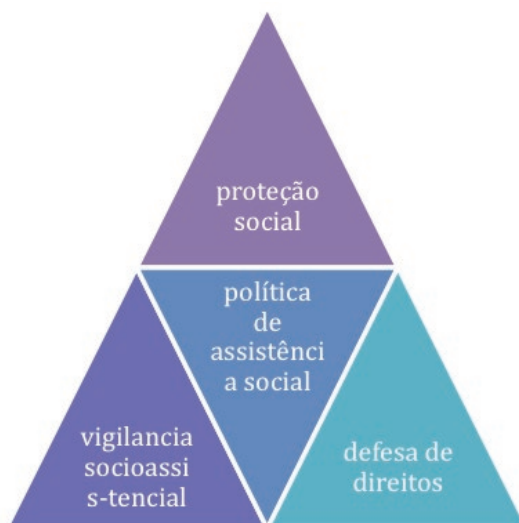 proteção
social
política
de
assistênci
a social
vigilancia
socioassi
s-tencial
defesa de
direitos